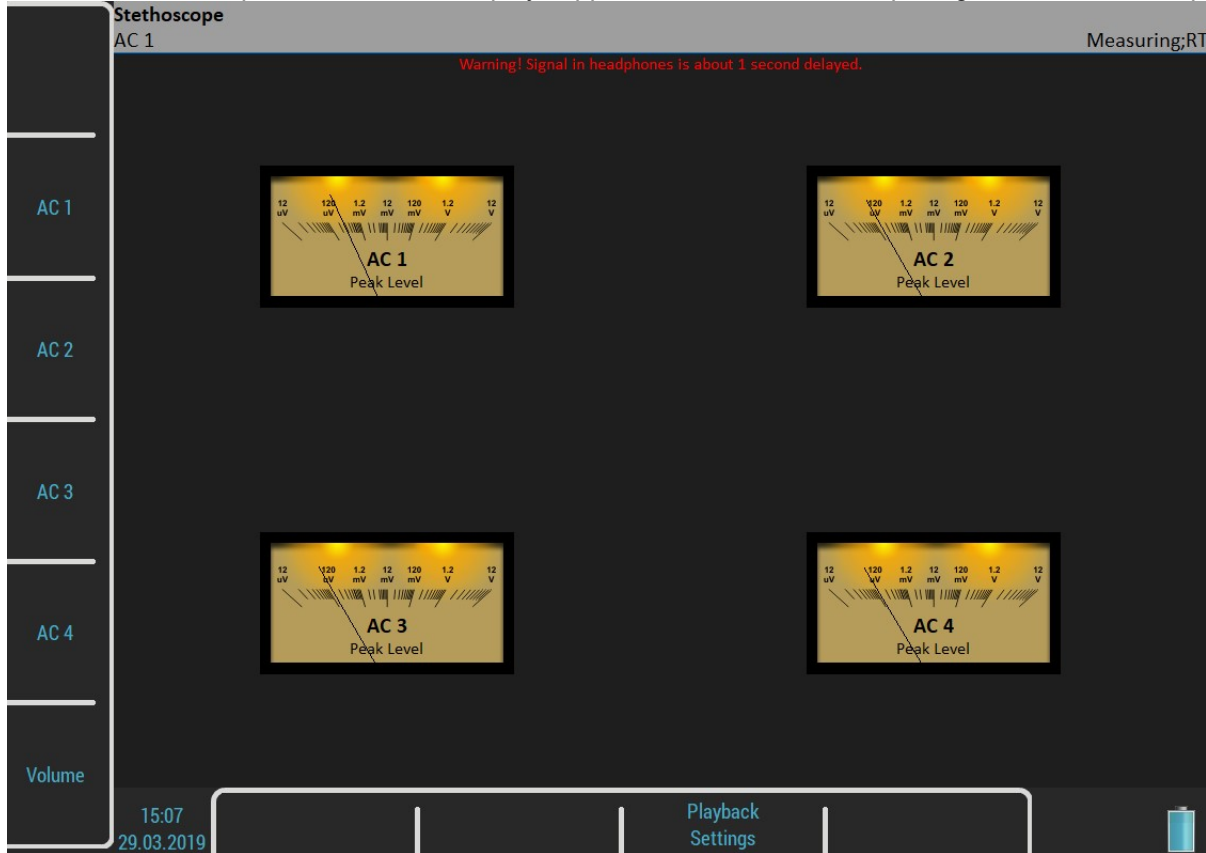 Stethoscope
AC 1 Measuring;RT
Warning! Signal in headphones is about 1 second delayed.
12 120 1.2 12 120 1.2 12
uV uV mV mV mV V V
AC 1
Peak Level
12 120 1.2 12 120 1.2 12
uV uV mV mV mV V V
AC 2
Peak Level
12 120 1.2 12 120 1.2 12
uV uV mV mV mV V V
AC 3
Peak Level
12 120 1.2 12 120 1.2 12
uV uV mV mV mV V V
AC 4
Peak Level
AC 1
AC 2
AC 3
AC 4
Volume
15:07
29.03.2019
Playback
Settings